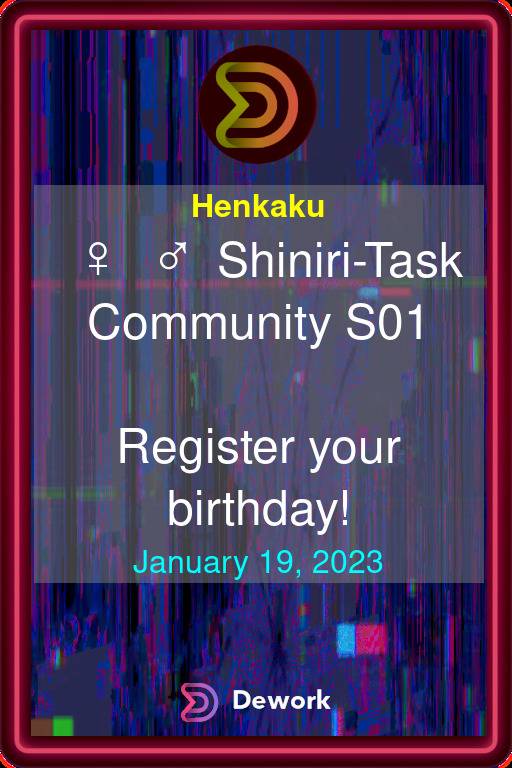 Henkaku
♀ ♂ Shiniri-Task
Community S01
Register your
birthday!
January 19, 2023
Dework